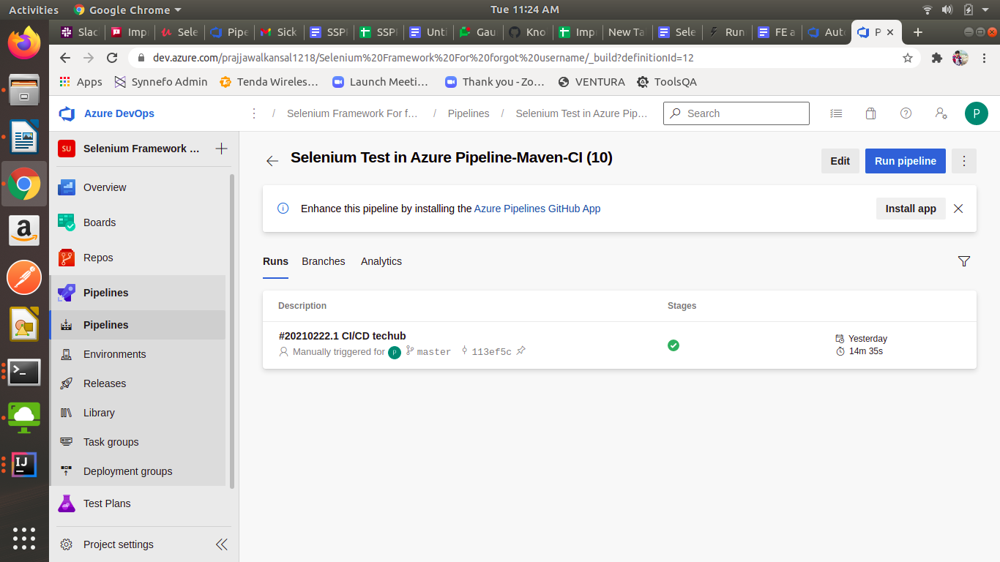 Activities Google Chrome Tue 11:24 AM
Slac Imp Sele Pipe Sick SSPI SSPI Unti Gau Kno Imp New Ta Sele Run FE a Auto P
dev.azure.com/prajjawalkansal1218/Selenium%20Framework%20For%20forgot%20username/_build?definitionId=12
Apps Synnefo Admin Tenda Wireles… Launch Meeti… Thank you - Zo… VENTURA ToolsQA
Azure DevOps / Selenium Framework For f… / Pipelines / Selenium Test in Azure Pip… Search P
SU Selenium Framework ...
Overview
Boards
Repos
Pipelines
Pipelines
Environments
Releases
Library
Task groups
Deployment groups
Test Plans
Project settings
Selenium Test in Azure Pipeline-Maven-CI (10)
Edit Run pipeline
Enhance this pipeline by installing the Azure Pipelines GitHub App Install app
Runs Branches Analytics
Description Stages
#20210222.1 CI/CD techub
Manually triggered for P master 113ef5c
Yesterday
14m 35s